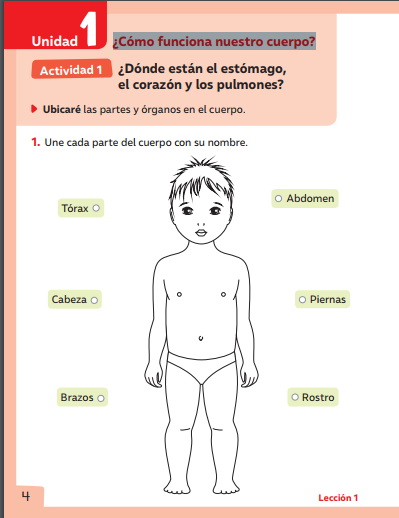 Unidad 1 ¿Cómo funciona nuestro cuerpo?
Actividad 1 ¿Dónde están el estómago,
el corazón y los pulmones?
Ubicaré las partes y órganos en el cuerpo.
1. Une cada parte del cuerpo con su nombre.
Tórax
Abdomen
Cabeza
Piernas
Brazos
Rostro
4
Lección 1